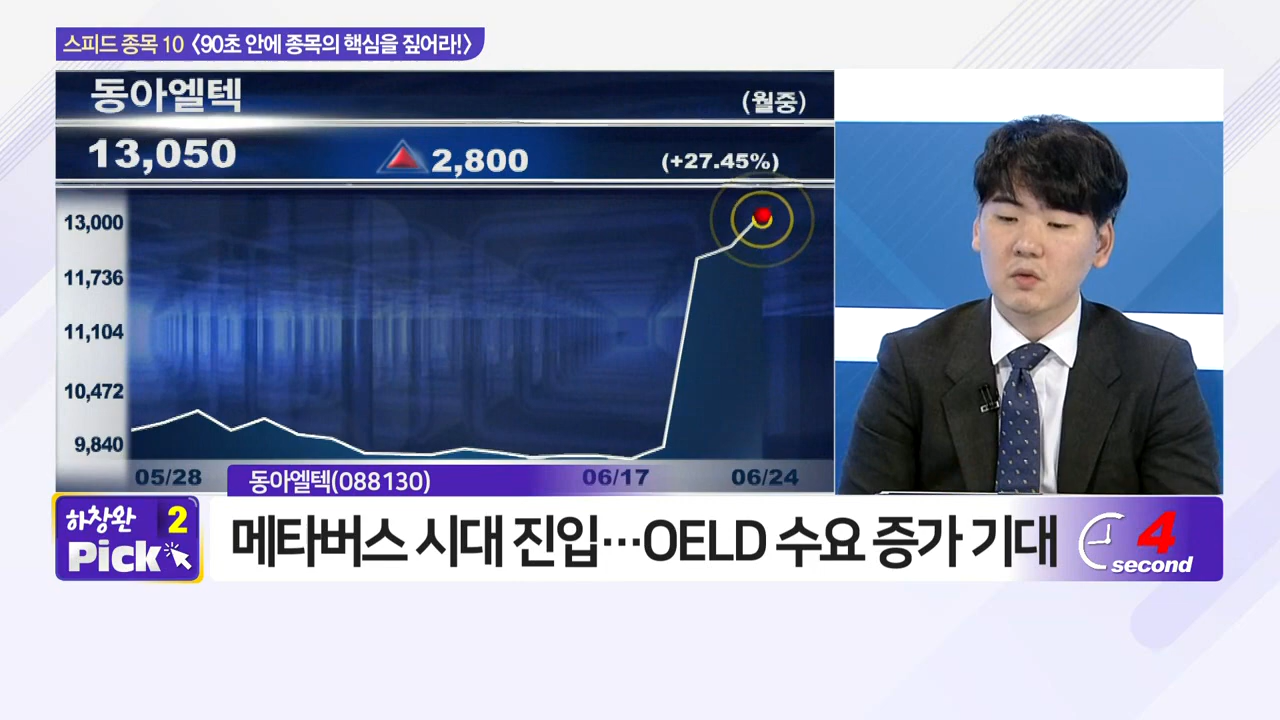 스피드 종목 10 〈90초 안에 종목의 핵심을 짚어라!〉
동아엘텍
(월중)
13,050 2,800 (+27.45%)
13,000
11,736
11,104
10,472
9,840
05/28 06/17 06/24
동아엘텍(088130)
하창완 2
Pick
메타버스 시대 진입…OELD 수요 증가 기대
4
second